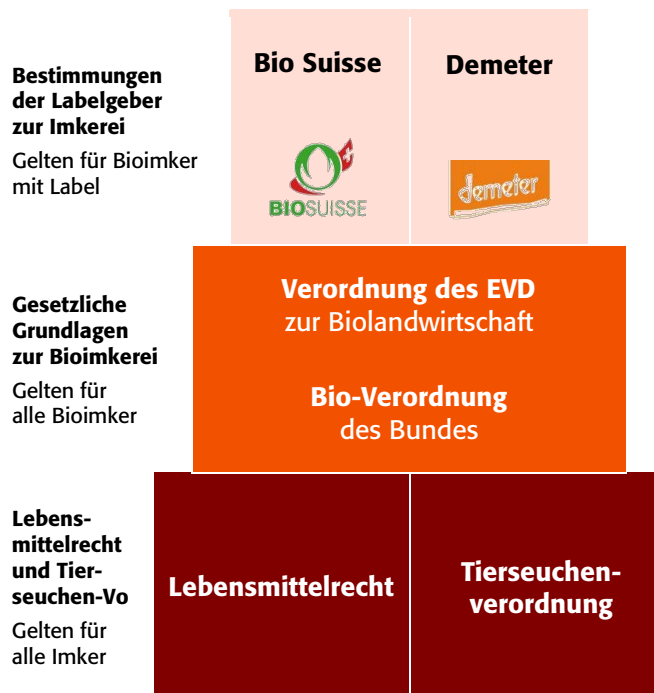 Bestimmungen
der Labelgeber
zur Imkerei
Gelten für Bioimker
mit Label
Bio Suisse
BIOSUISSE
Demeter
demeter
Gesetzliche
Grundlagen
zur Bioimkerei
Gelten für
alle Bioimker
Verordnung des EVD
zur Biolandwirtschaft
Bio-Verordnung
des Bundes
Lebens-
mittelrecht
und Tier-
seuchen-Vo
Gelten für
alle Imker
Lebensmittelrecht
Tierseuchen-
verordnung